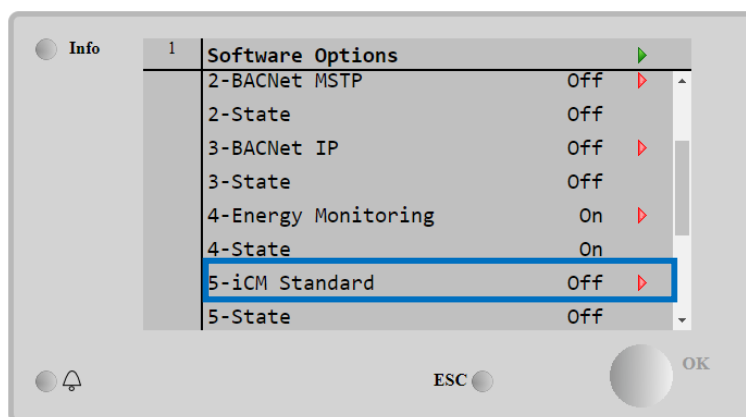 Info
1 Software Options
2-BACNet MSTP Off
2-State Off
3-BACNet IP Off
3-State Off
4-Energy Monitoring On
4-State On
5-iCM Standard Off
5-State Off
OK
ESC